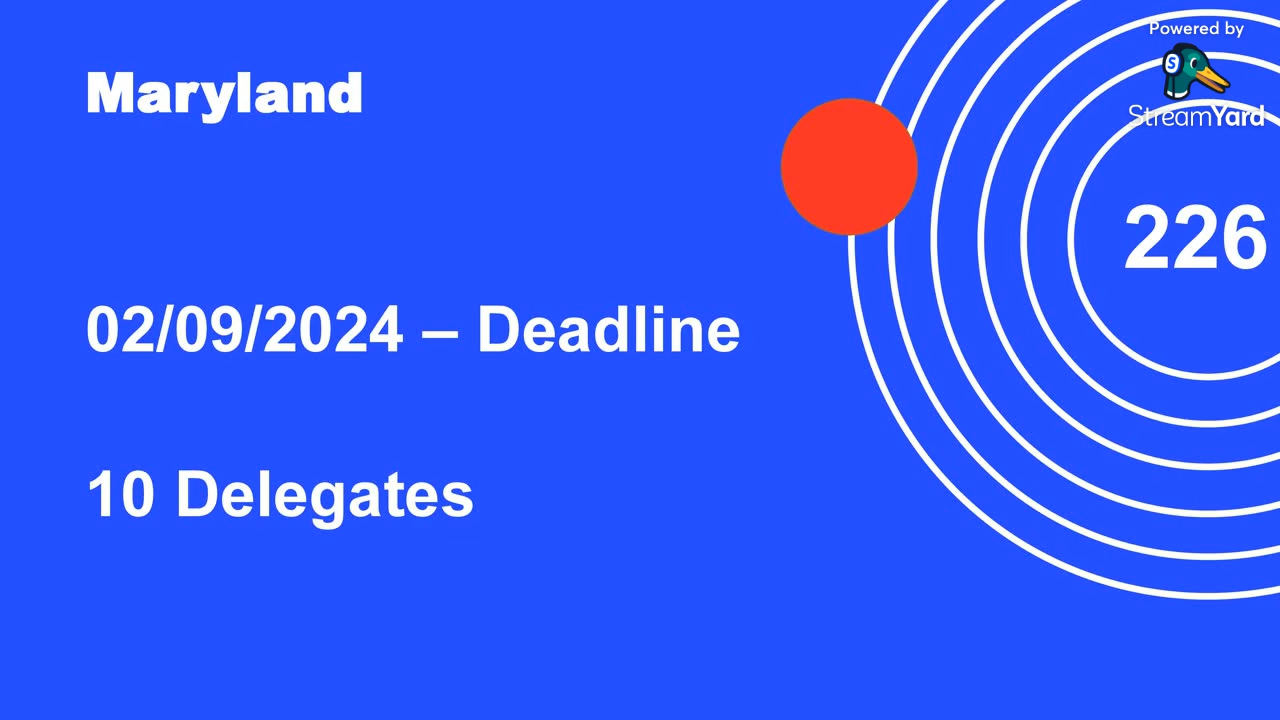 Maryland
02/09/2024 – Deadline
10 Delegates
226
Powered by
S
StreamYard